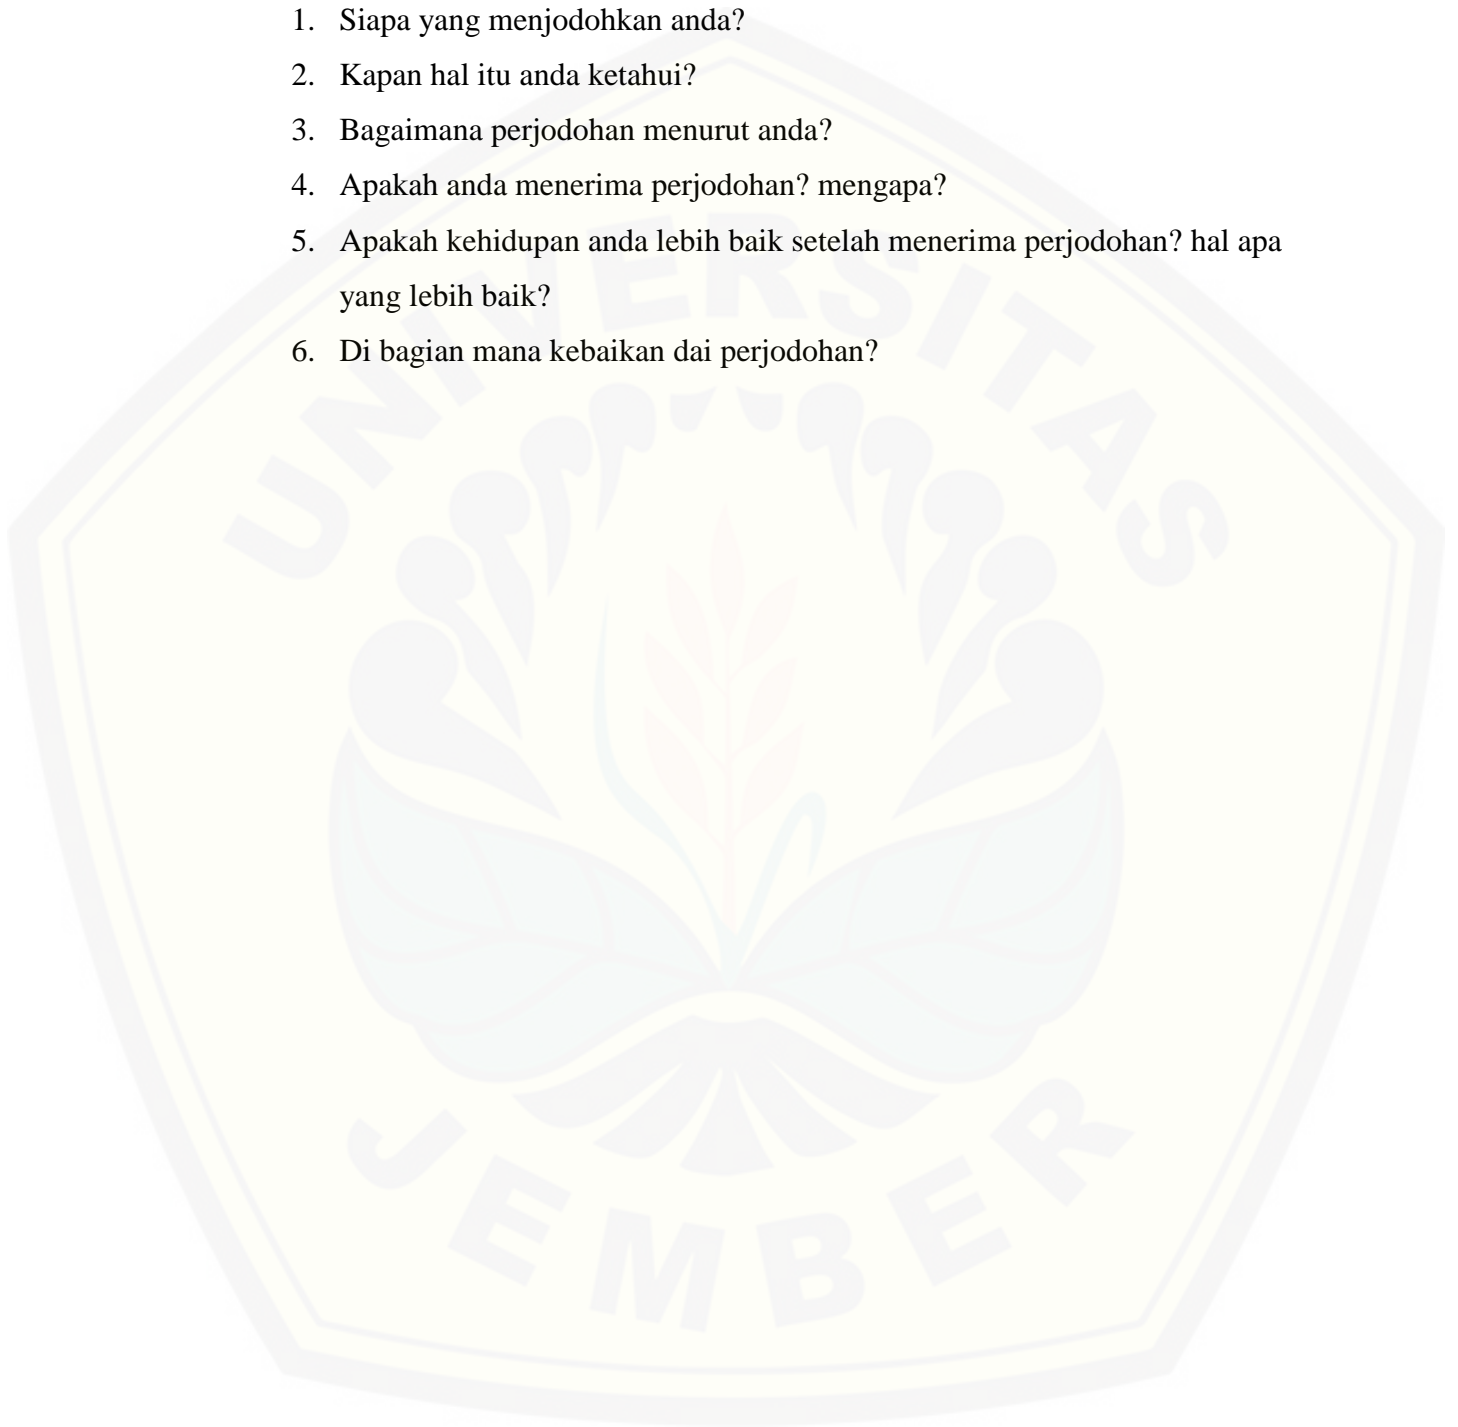 1. Siapa yang menjodohkan anda?
2. Kapan hal itu anda ketahui?
3. Bagaimana perjodohan menurut anda?
4. Apakah anda menerima perjodohan? mengapa?
5. Apakah kehidupan anda lebih baik setelah menerima perjodohan? hal apa
yang lebih baik?
6. Di bagian mana kebaikan dai perjodohan?
UNIVERSITAS
JEMBER